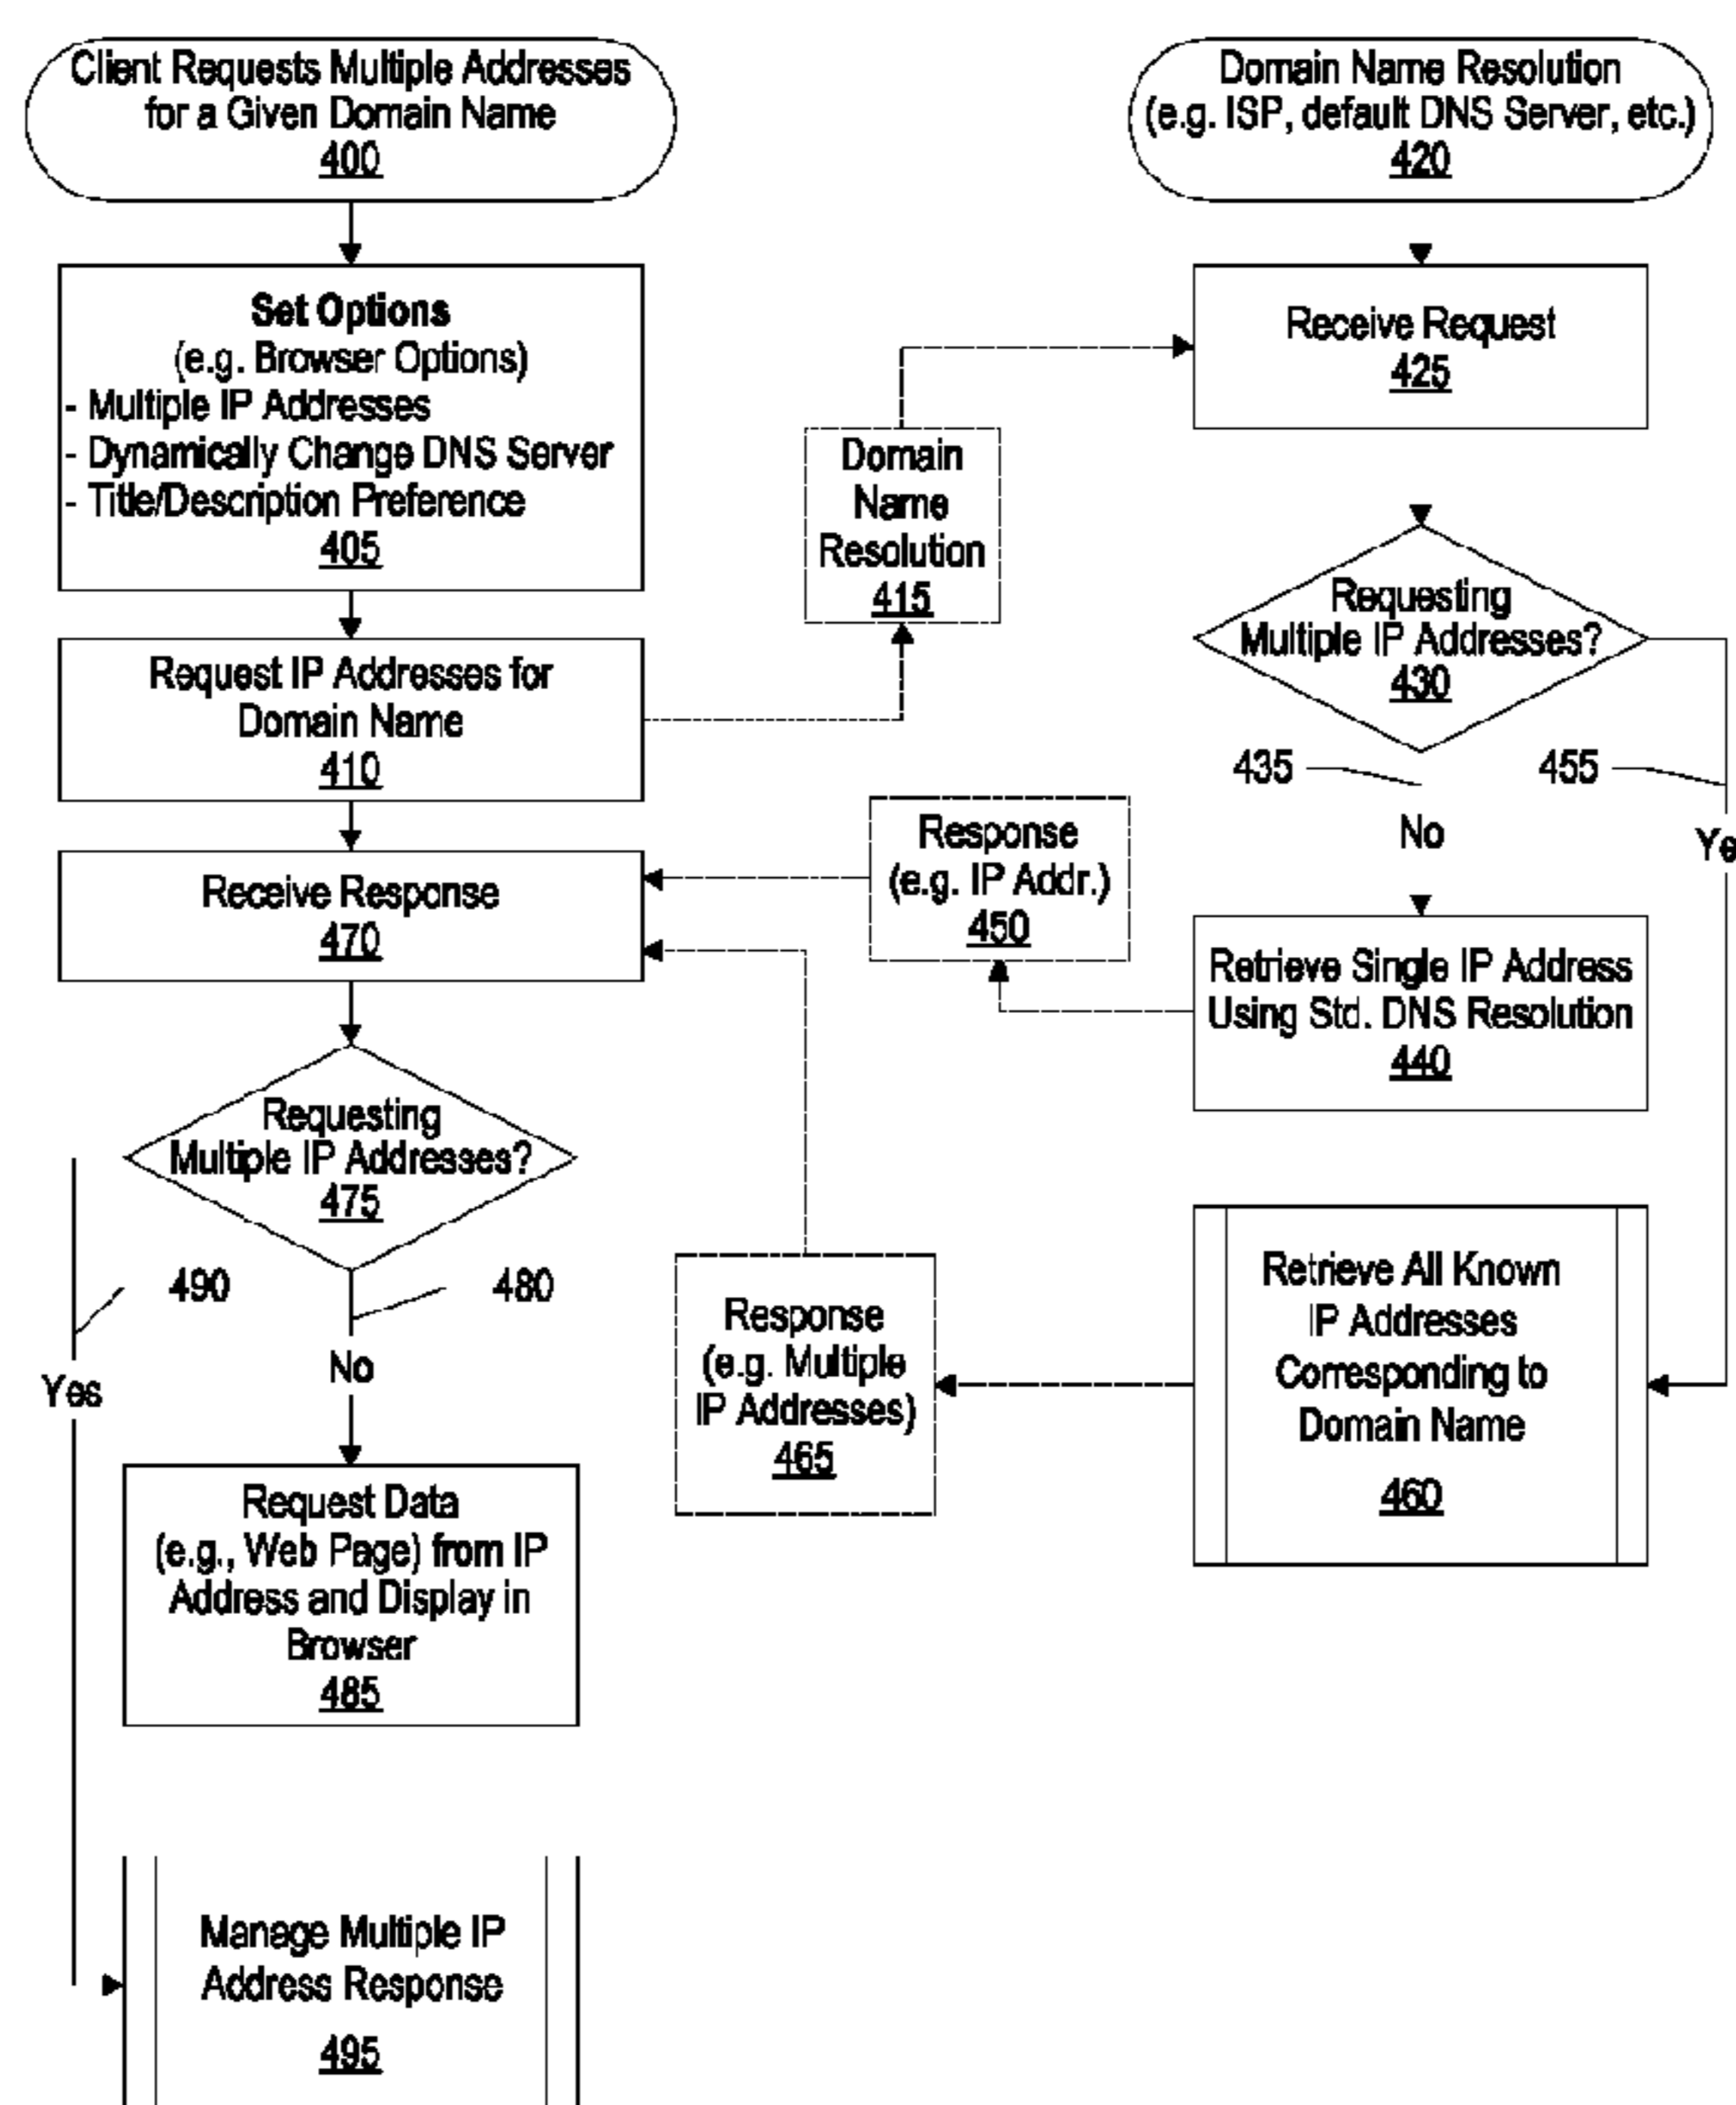 Client Requests Multiple Addresses
for a Given Domain Name
400
Set Options
(e.g. Browser Options)
- Multiple IP Addresses
- Dynamically Change DNS Server
- Title/Description Preference
405
Request IP Addresses for
Domain Name
410
Receive Response
470
Requesting
Multiple IP Addresses?
475
490
480
Yes
No
Request Data
(e.g., Web Page) from IP
Address and Display in
Browser
485
Manage Multiple IP
Address Response
495
Domain
Name
Resolution
415
Response
(e.g. IP Addr.)
450
Response
(e.g. Multiple
IP Addresses)
465
Domain Name Resolution
(e.g. ISP, default DNS Server, etc.)
420
Receive Request
425
Requesting
Multiple IP Addresses?
430
435
455
No
Ye
Retrieve Single IP Address
Using Std. DNS Resolution
440
Retrieve All Known
IP Addresses
Corresponding to
Domain Name
460